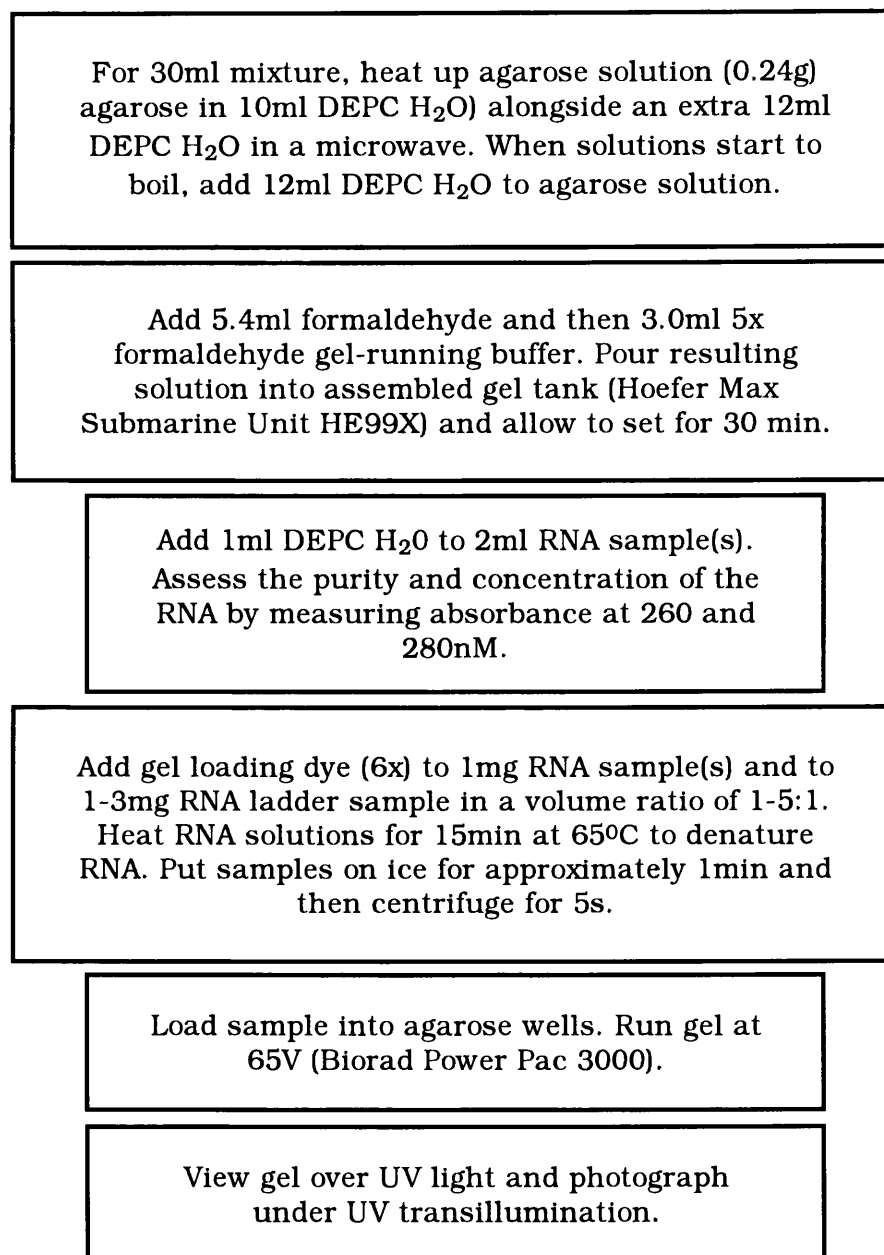 For 30ml mixture, heat up agarose solution (0.24g)
agarose in 10ml DEPC H₂O) alongside an extra 12ml
DEPC H₂O in a microwave. When solutions start to
boil, add 12ml DEPC H₂O to agarose solution.
Add 5.4ml formaldehyde and then 3.0ml 5x
formaldehyde gel-running buffer. Pour resulting
solution into assembled gel tank (Hoefer Max
Submarine Unit HE99X) and allow to set for 30 min.
Add 1ml DEPC H₂0 to 2ml RNA sample(s).
Assess the purity and concentration of the
RNA by measuring absorbance at 260 and
280nM.
Add gel loading dye (6x) to 1mg RNA sample(s) and to
1-3mg RNA ladder sample in a volume ratio of 1-5:1.
Heat RNA solutions for 15min at 65⁰C to denature
RNA. Put samples on ice for approximately 1min and
then centrifuge for 5s.
Load sample into agarose wells. Run gel at
65V (Biorad Power Pac 3000).
View gel over UV light and photograph
under UV transillumination.